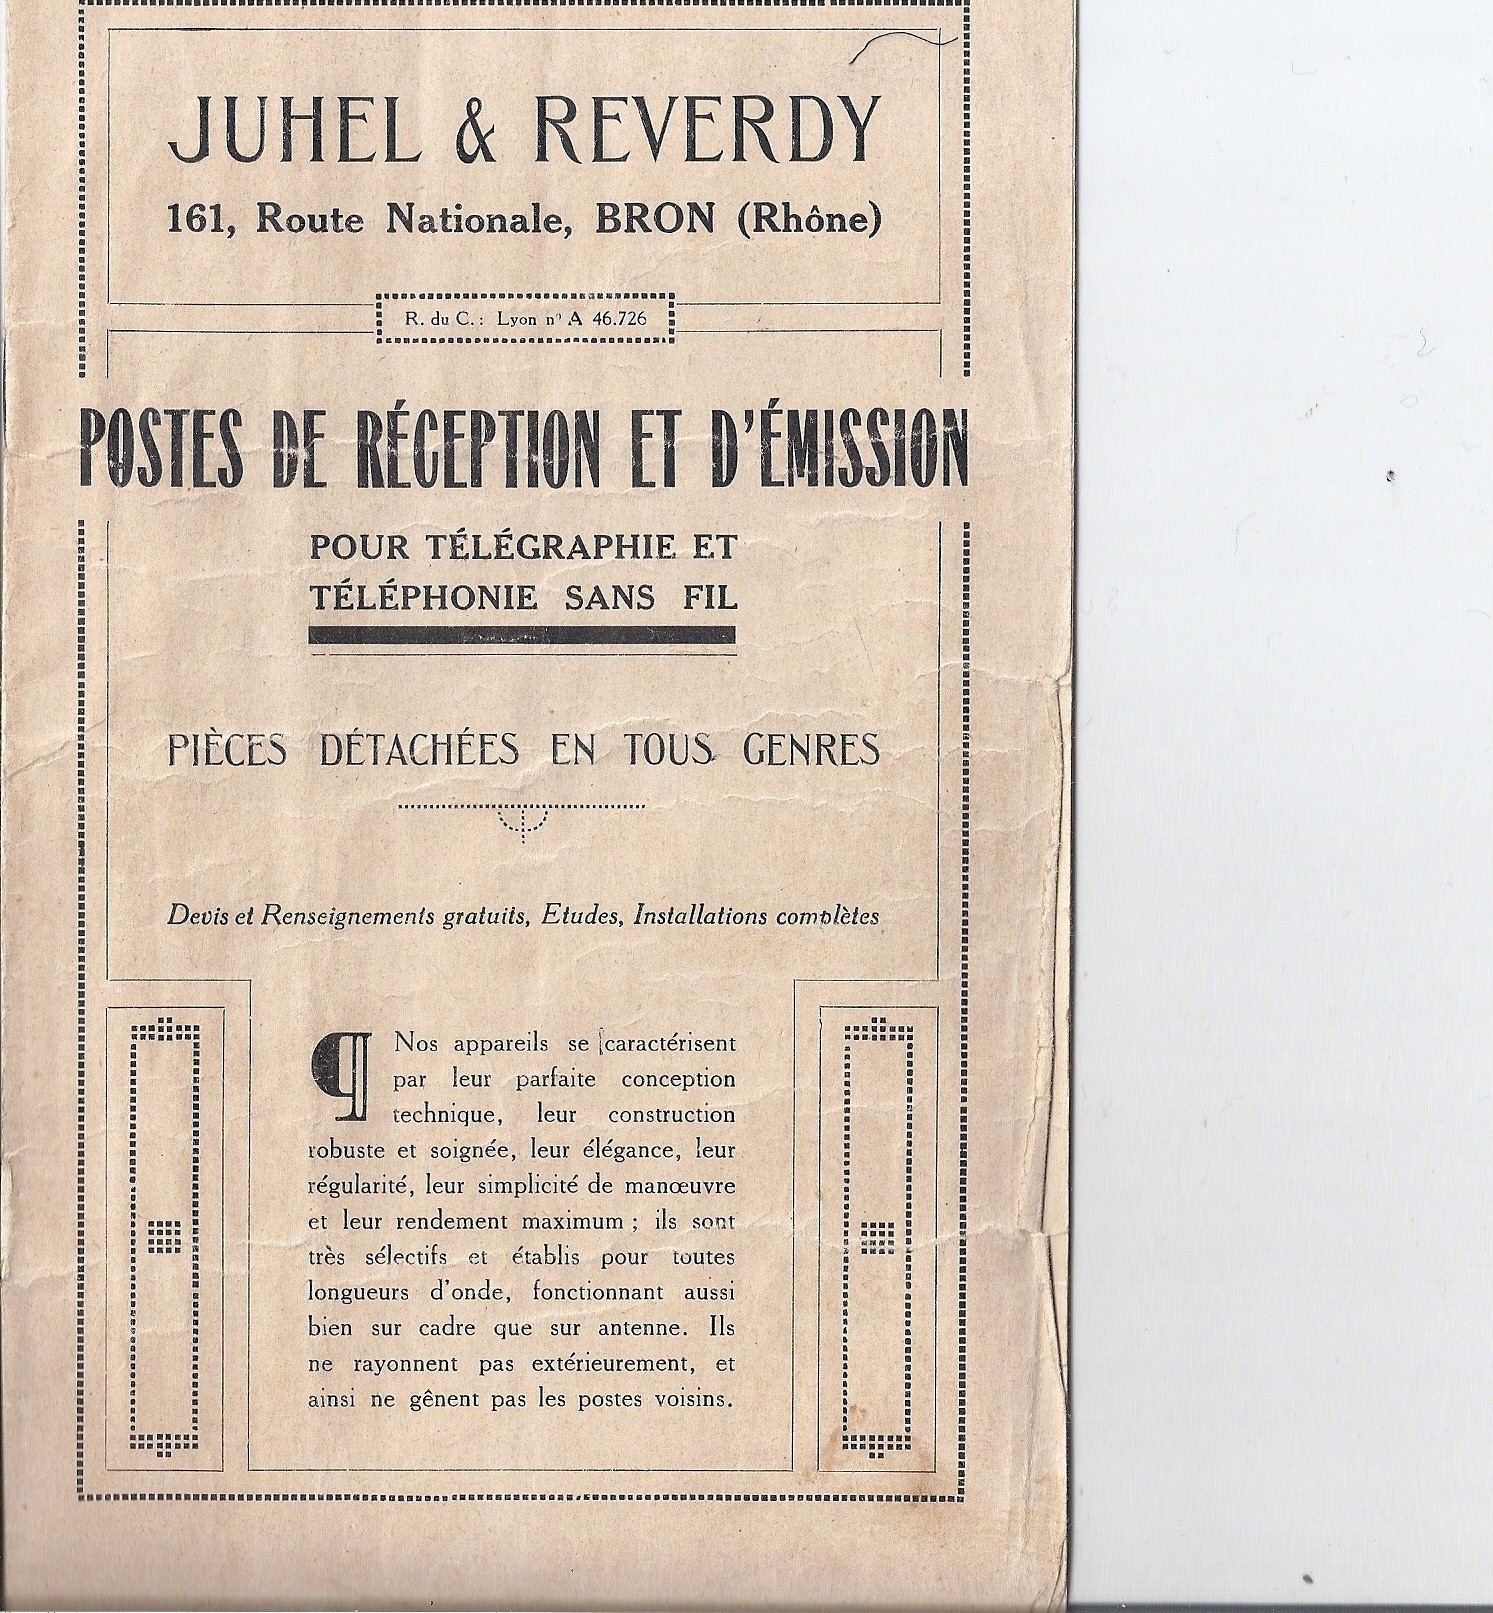 JUHEL & REVERDY
161, Route Nationale, BRON (Rhône)
R. du C.: Lyon nº A 46.726
POSTES DE RÉCEPTION ET D'ÉMISSION
POUR TÉLÉGRAPHIE ET
TÉLÉPHONIE SANS FIL
PIÈCES DÉTACHÉES EN TOUS GENRES
Devis et Renseignements gratuits, Etudes, Installations complètes
¶ Nos appareils se caractérisent
par leur parfaite conception
technique, leur construction
robuste et soignée, leur élégance, leur
régularité, leur simplicité de manœuvre
et leur rendement maximum ; ils sont
très sélectifs et établis pour toutes
longueurs d'onde, fonctionnant aussi
bien sur cadre que sur antenne. Ils
ne rayonnent pas extérieurement, et
ainsi ne gênent pas les postes voisins.